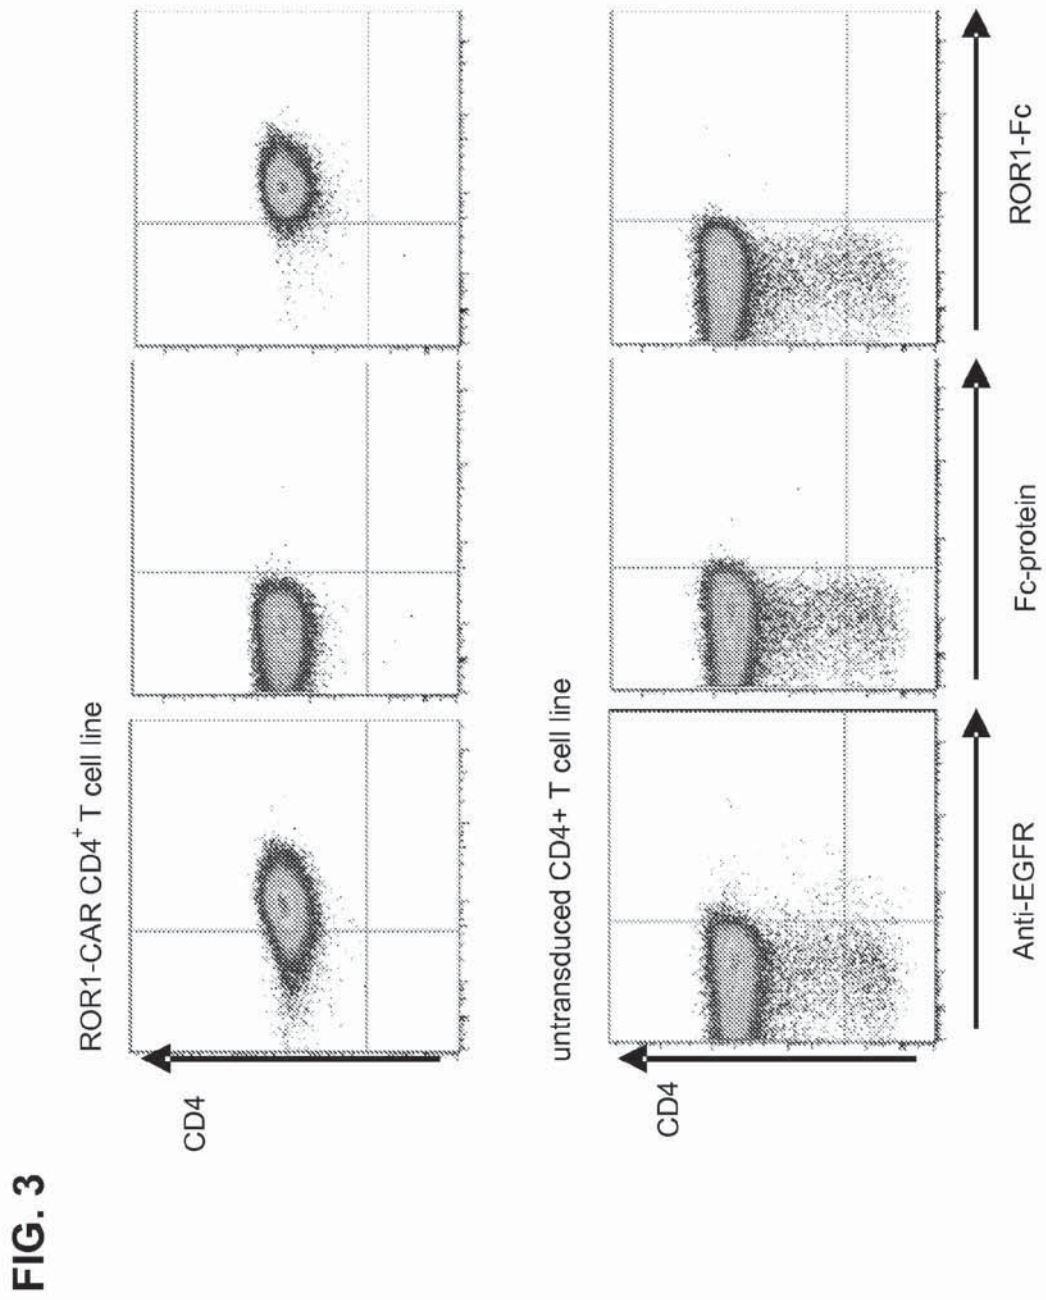 FIG. 3
ROR1-CAR CD4+ T cell line
CD4
untransduced CD4+ T cell line
CD4
Anti-EGFR
Fc-protein
ROR1-Fc